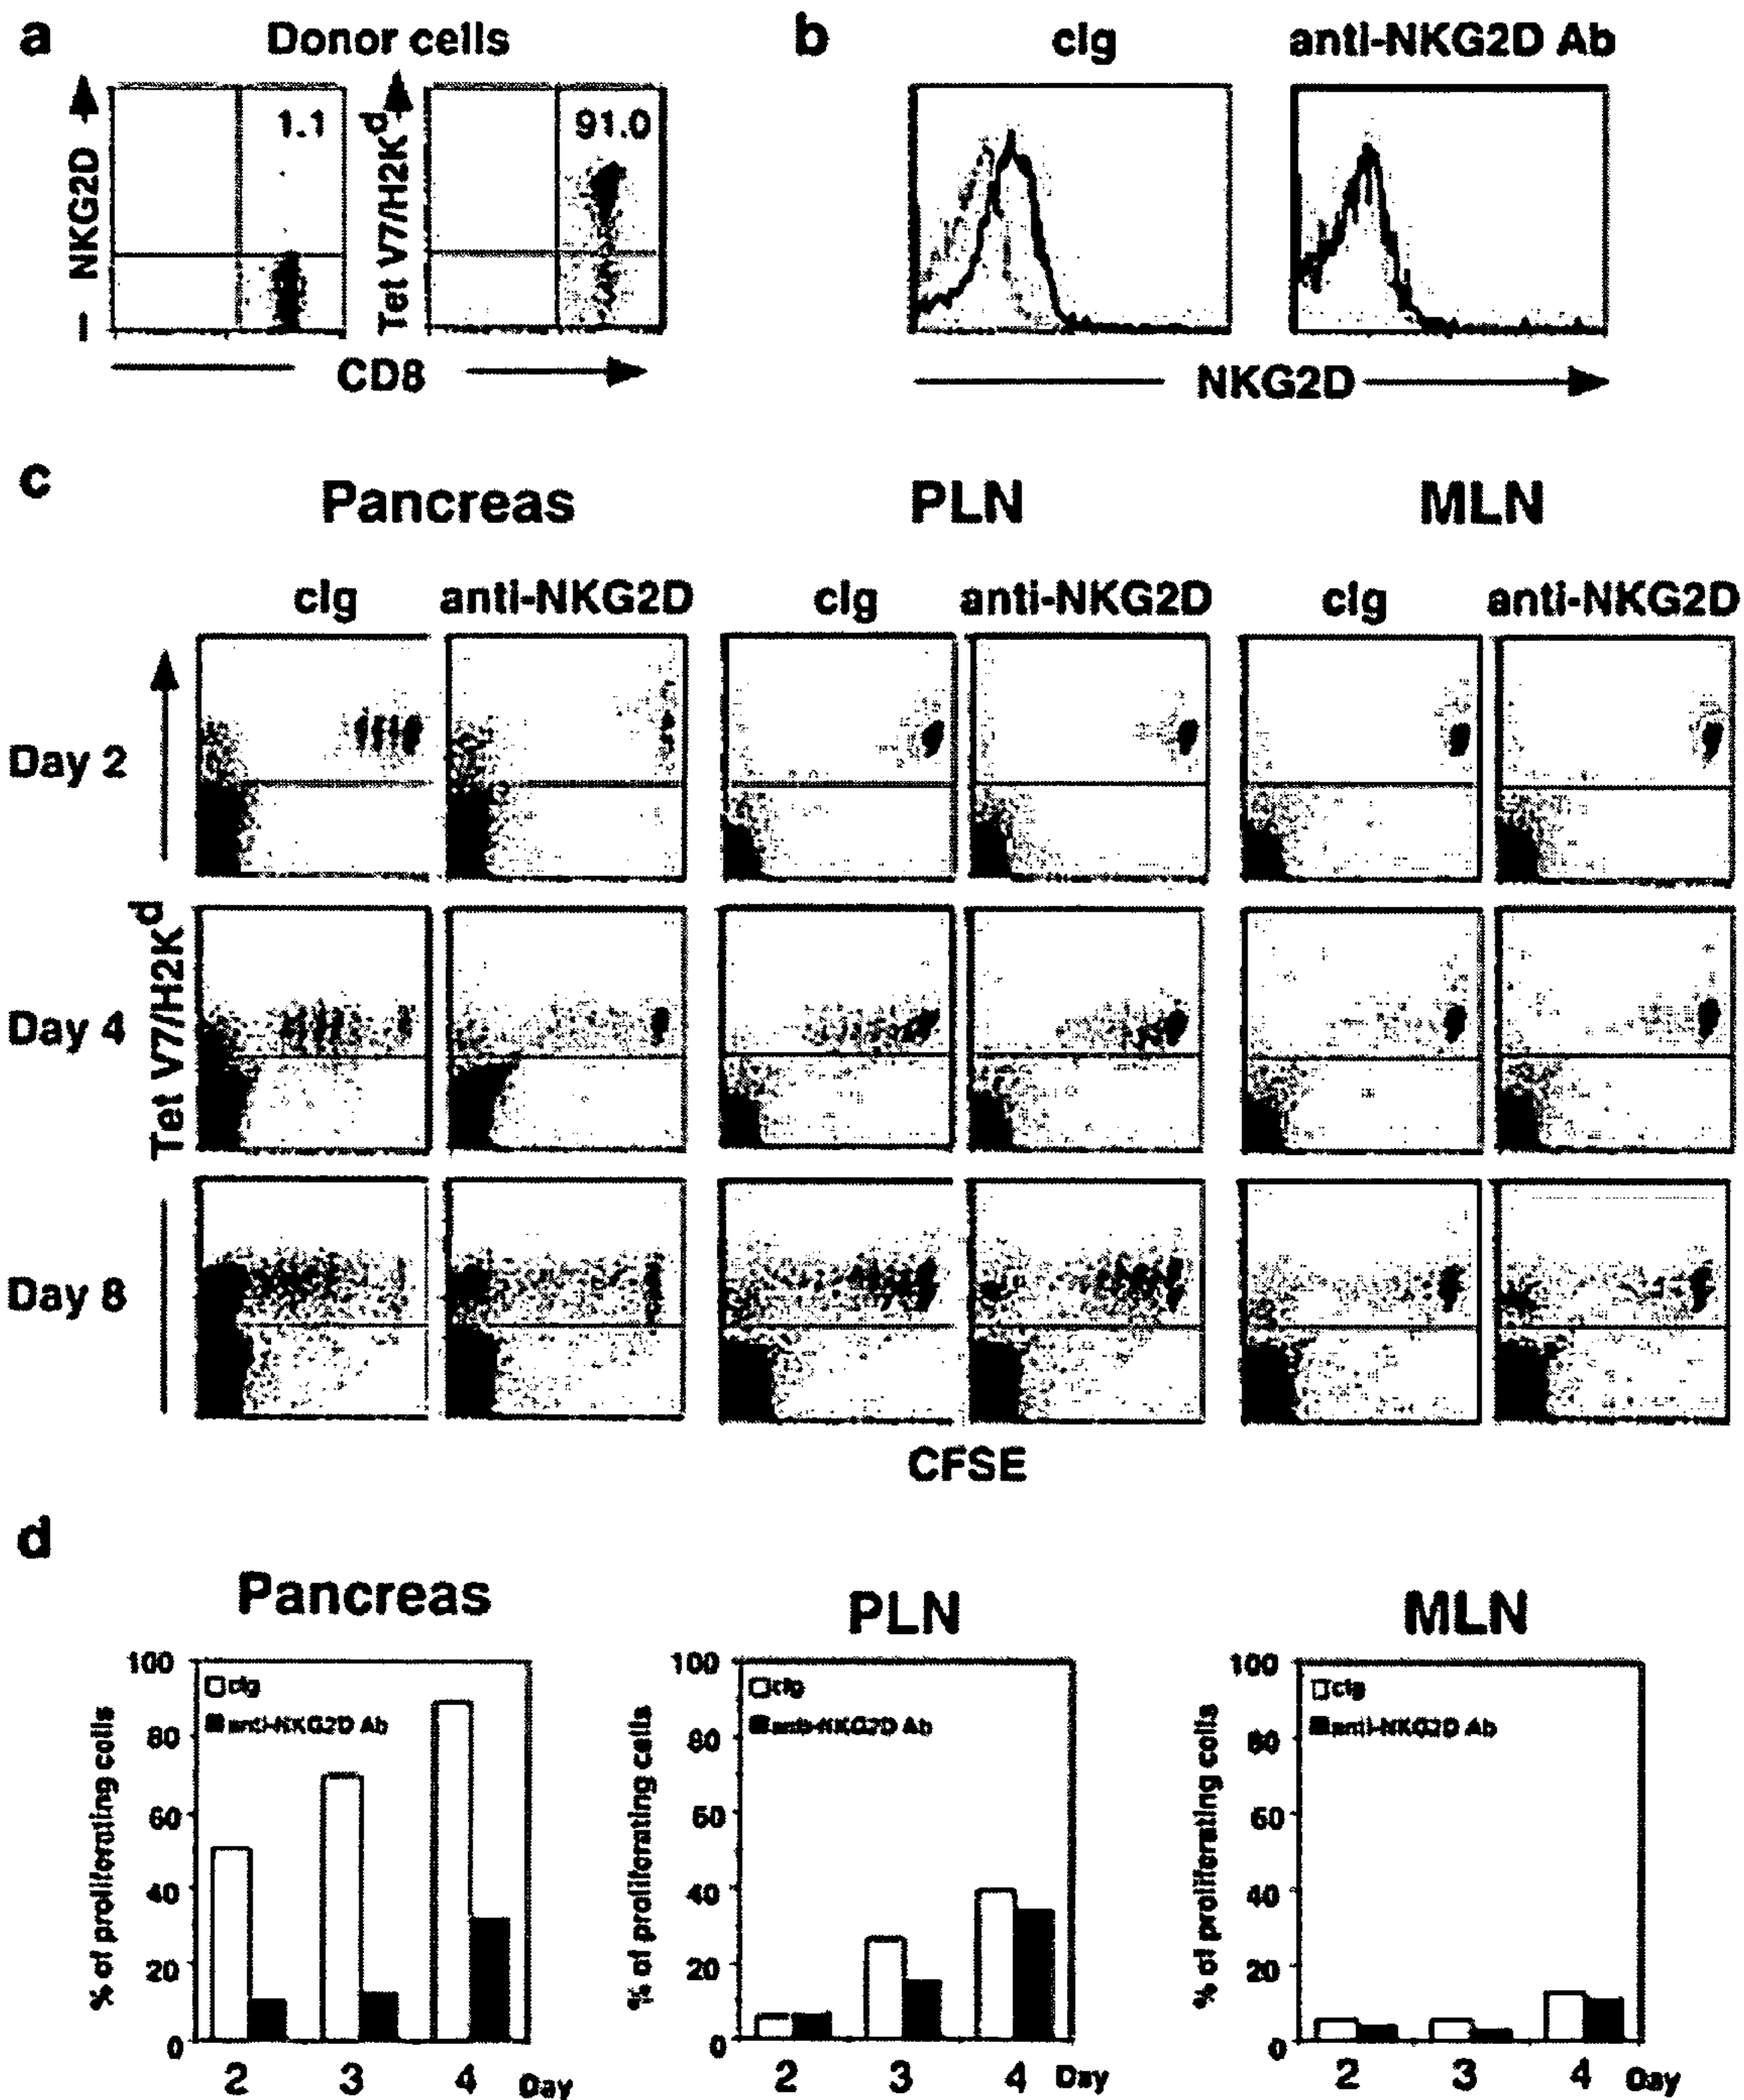 a
Donor cells
b
cIg
anti-NKG2D Ab
NKG2D
1.1
Tet V7/H2Kd
91.0
CD8
NKG2D
c
Pancreas
PLN
MLN
cIg
anti-NKG2D
cIg
anti-NKG2D
cIg
anti-NKG2D
Day 2
Day 4
Day 8
Tet V7/H2Kd
CFSE
d
Pancreas
PLN
MLN
% of proliferating cells
100
80
60
40
20
0
cIg
anti-NKG2D Ab
2
3
4
Day
% of proliferating cells
100
80
60
40
20
0
cIg
anti-NKG2D Ab
2
3
4
Day
% of proliferating cells
100
80
60
40
20
0
cIg
anti-NKG2D Ab
2
3
4
Day